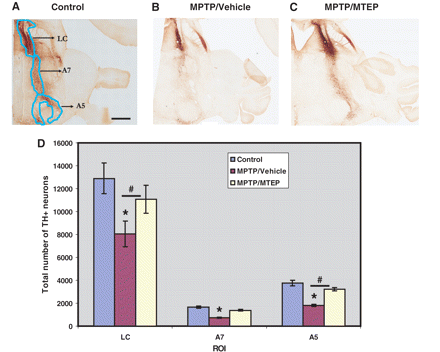 A Control
B MPTP/Vehicle
C MPTP/MTEP
LC
A7
A5
D
Total number of TH+ neurons
16000
14000
12000
10000
8000
6000
4000
2000
0
Control
MPTP/Vehicle
MPTP/MTEP
#
*
*
#
*
LC A7 A5
ROI